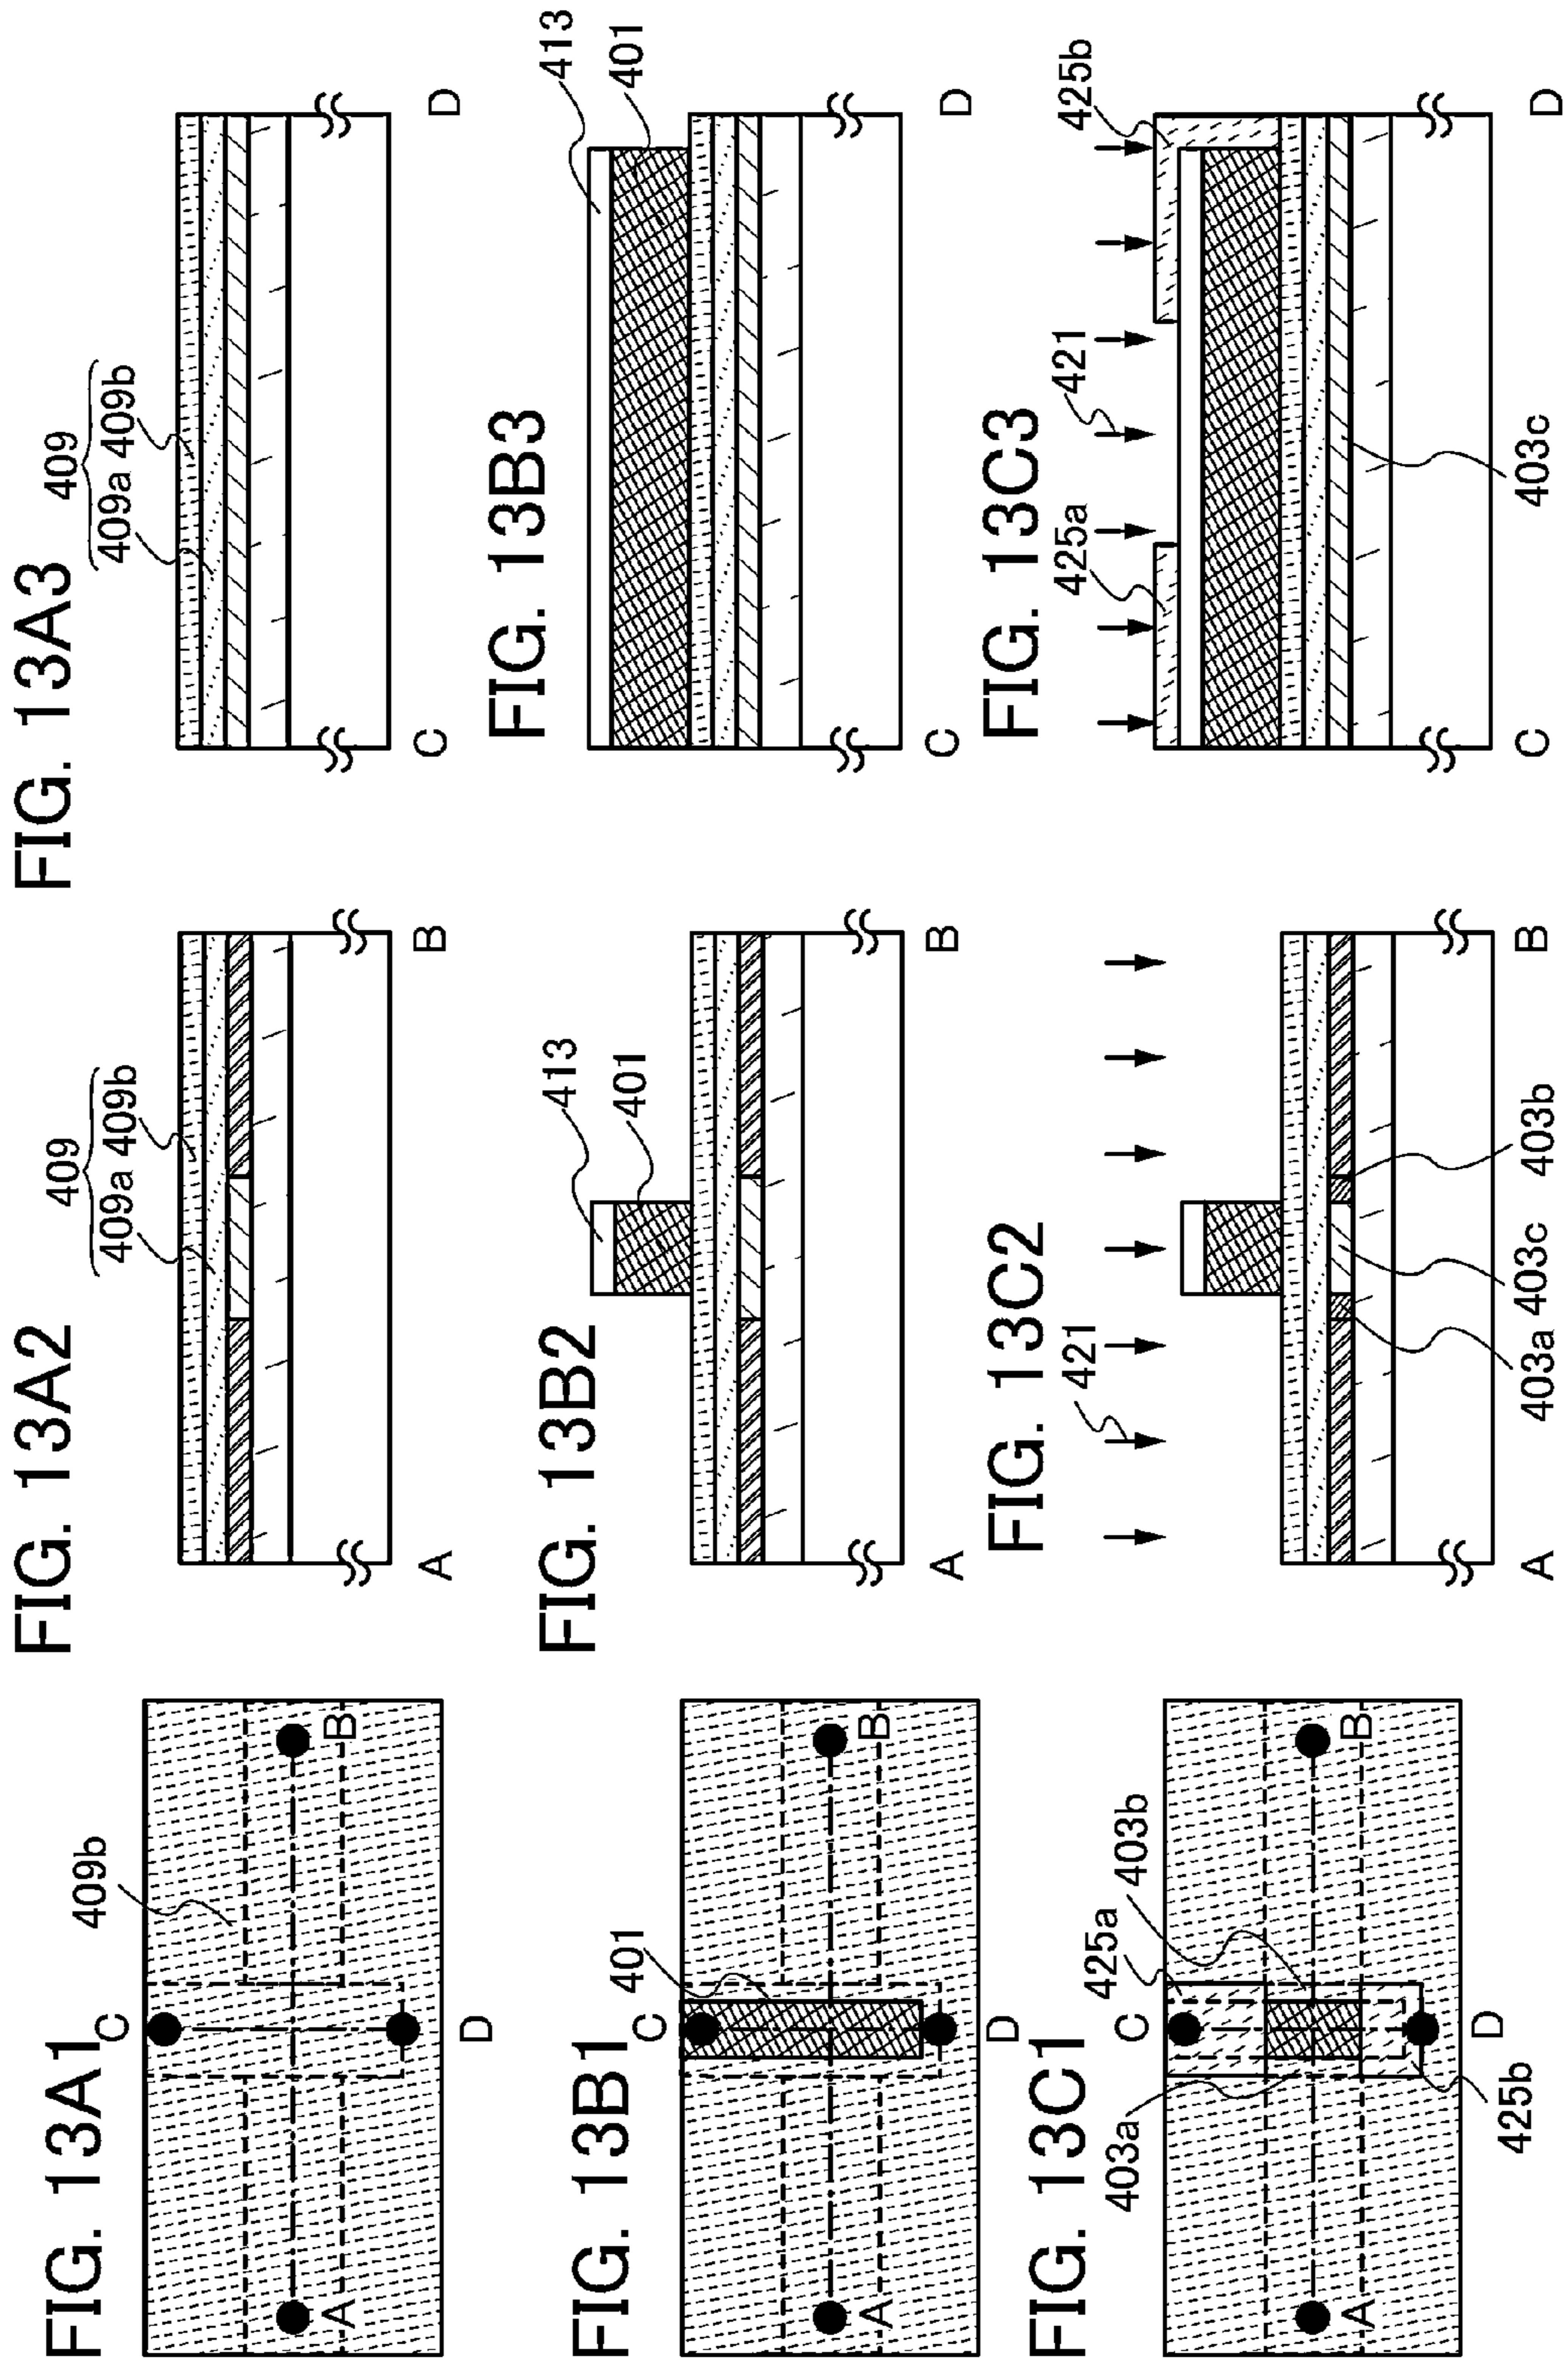 FIG. 13A1
409b
C
A
B
D
FIG. 13A2
409
409a 409b
A
B
FIG. 13A3
409
409a 409b
C
D
FIG. 13B1
401
C
A
B
D
FIG. 13B2
413
401
A
B
FIG. 13B3
413
401
C
D
FIG. 13C1
403a
C
425a
403b
A
B
425b
D
FIG. 13C2
421
A
403a
403c
403b
B
FIG. 13C3
425a
421
425b
C
403c
D